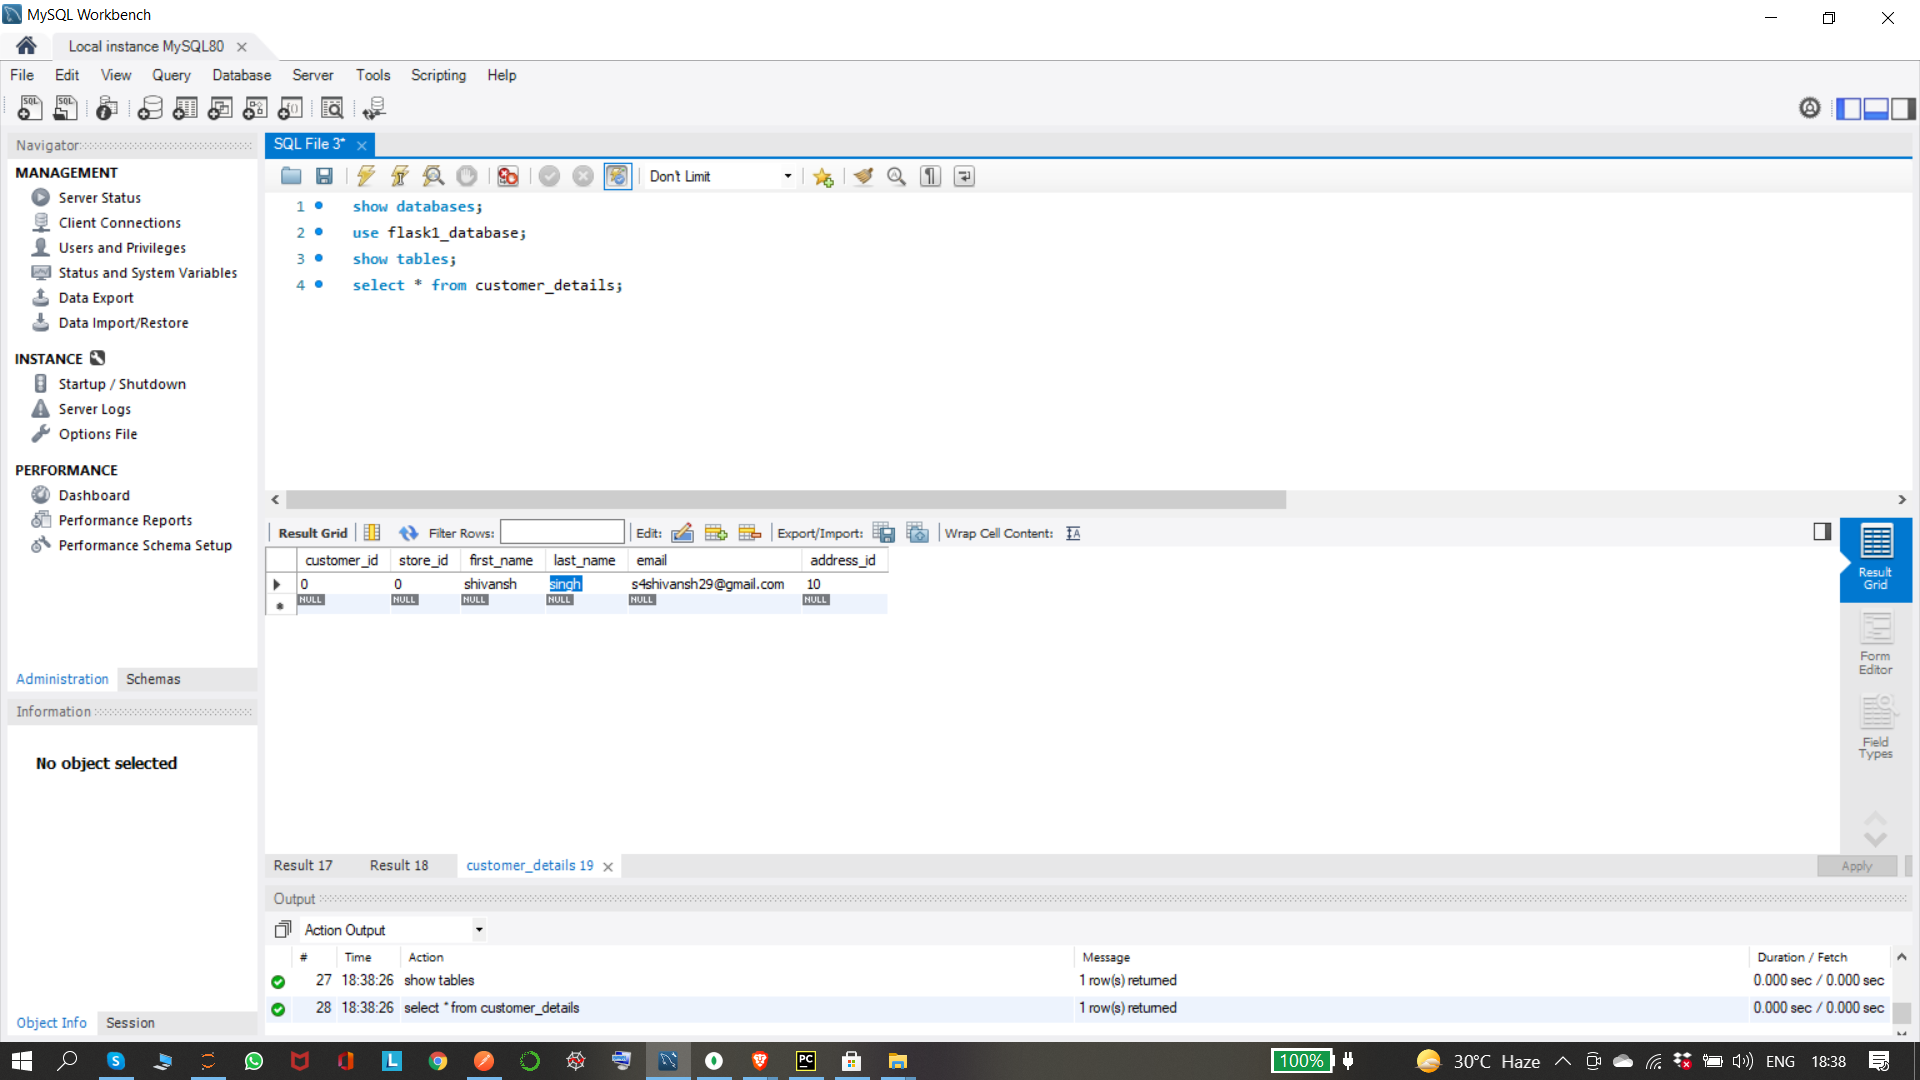 MySQL Workbench
Local instance MySQL80
File Edit View Query Database Server Tools Scripting Help
Navigator
MANAGEMENT
Server Status
Client Connections
Users and Privileges
Status and System Variables
Data Export
Data Import/Restore
INSTANCE
Startup / Shutdown
Server Logs
Options File
PERFORMANCE
Dashboard
Performance Reports
Performance Schema Setup
Administration Schemas
Information
No object selected
Object Info Session
SQL File 3*
Don't Limit
1 show databases;
2 use flask1_database;
3 show tables;
4 select * from customer_details;
Result Grid Filter Rows: Edit: Export/Import: Wrap Cell Content:
customer_id store_id first_name last_name email address_id
0 0 shivansh singh s4shivansh29@gmail.com 10
NULL NULL NULL NULL NULL NULL
Result Grid
Form Editor
Field Types
Result 17 Result 18 customer_details 19
Apply
Output
Action Output
# Time Action Message Duration / Fetch
27 18:38:26 show tables 1 row(s) returned 0.000 sec / 0.000 sec
28 18:38:26 select * from customer_details 1 row(s) returned 0.000 sec / 0.000 sec
100% 30°C Haze ENG 18:38